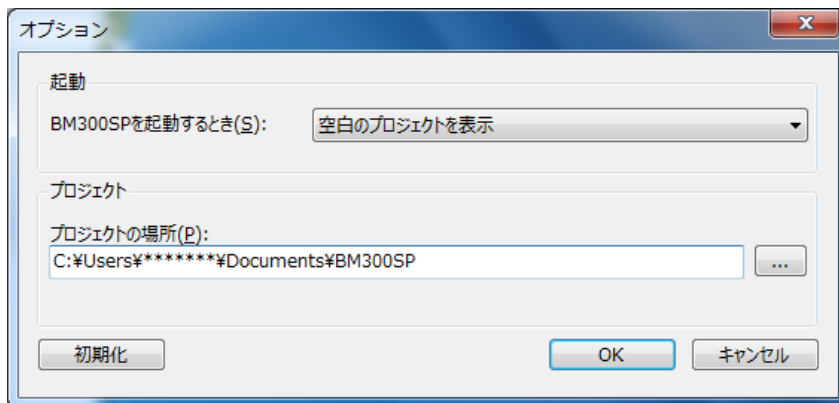 オプション
起動
BM300SPを起動するとき(S):
空白のプロジェクトを表示
プロジェクト
プロジェクトの場所(P):
C:¥Users¥*******¥Documents¥BM300SP
...
初期化
OK
キャンセル